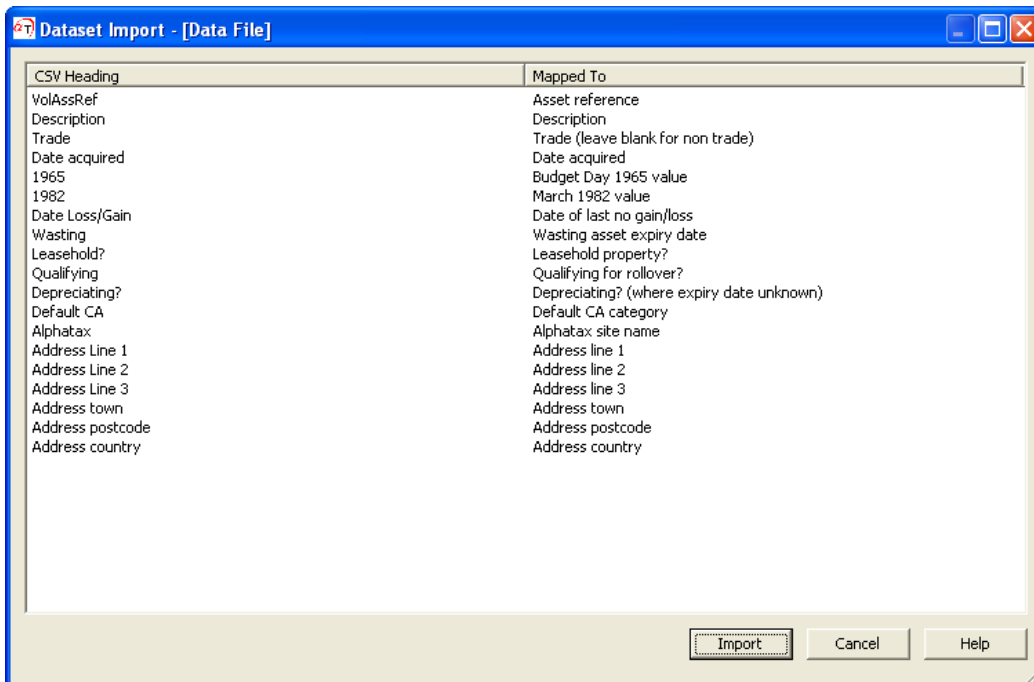 Dataset Import - [Data File]
CSV Heading Mapped To
VolAssRef Asset reference
Description Description
Trade Trade (leave blank for non trade)
Date acquired Date acquired
1965 Budget Day 1965 value
1982 March 1982 value
Date Loss/Gain Date of last no gain/loss
Wasting Wasting asset expiry date
Leasehold? Leasehold property?
Qualifying Qualifying for rollover?
Depreciating? Depreciating? (where expiry date unknown)
Default CA Default CA category
Alphatax Alphatax site name
Address Line 1 Address line 1
Address Line 2 Address line 2
Address Line 3 Address line 3
Address town Address town
Address postcode Address postcode
Address country Address country
Import Cancel Help